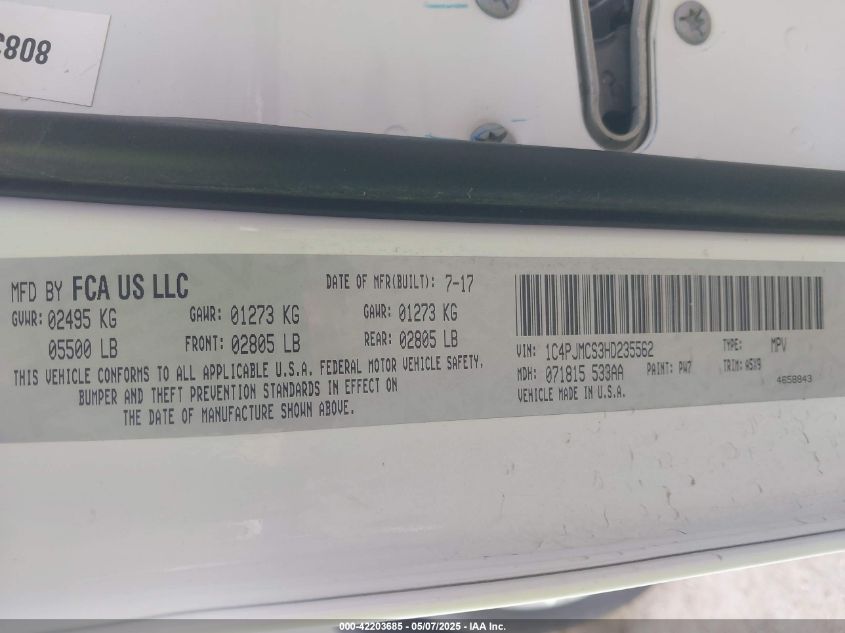 808
MFD BY FCA US LLC
DATE OF MFR(BUILT): 7-17
GVWR: 02495 KG GAWR: 01273 KG GAWR: 01273 KG
05500 LB FRONT: 02805 LB REAR: 02805 LB
THIS VEHICLE CONFORMS TO ALL APPLICABLE U.S.A. FEDERAL MOTOR VEHICLE SAFETY,
BUMPER AND THEFT PREVENTION STANDARDS IN EFFECT ON
THE DATE OF MANUFACTURE SHOWN ABOVE.
VIN: 1C4PJMCS3HD235562 TYPE: MPV
MDH: 071815 533AA PAINT: PW7 TRIM: A5X9
VEHICLE MADE IN U.S.A. 4658843
000-42203685 - 05/07/2025 - IAA Inc.